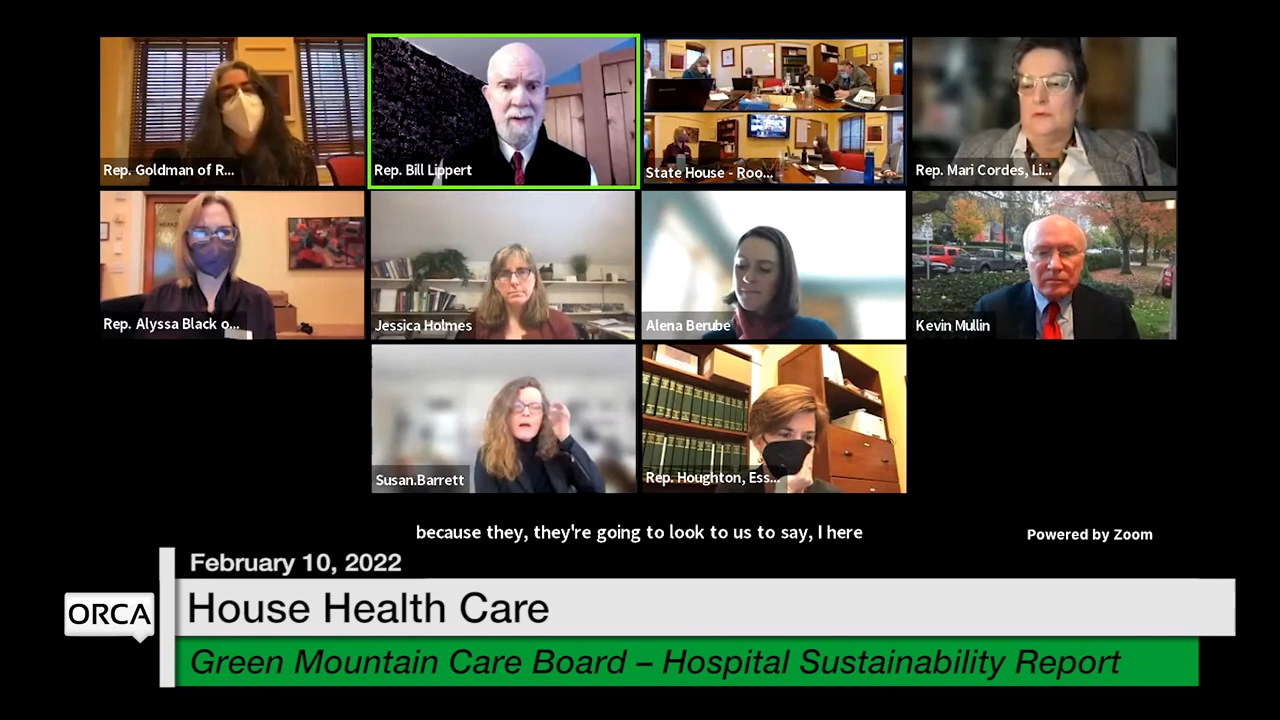 Rep. Goldman of R...
Rep. Bill Lippert
State House - Roo...
Rep. Mari Cordes, Li...
Rep. Alyssa Black o...
Jessica Holmes
Alena Berube
Kevin Mullin
Susan.Barrett
Rep. Houghton, Ess...
because they, they're going to look to us to say, I here
Powered by Zoom
February 10, 2022
ORCA
House Health Care
Green Mountain Care Board – Hospital Sustainability Report